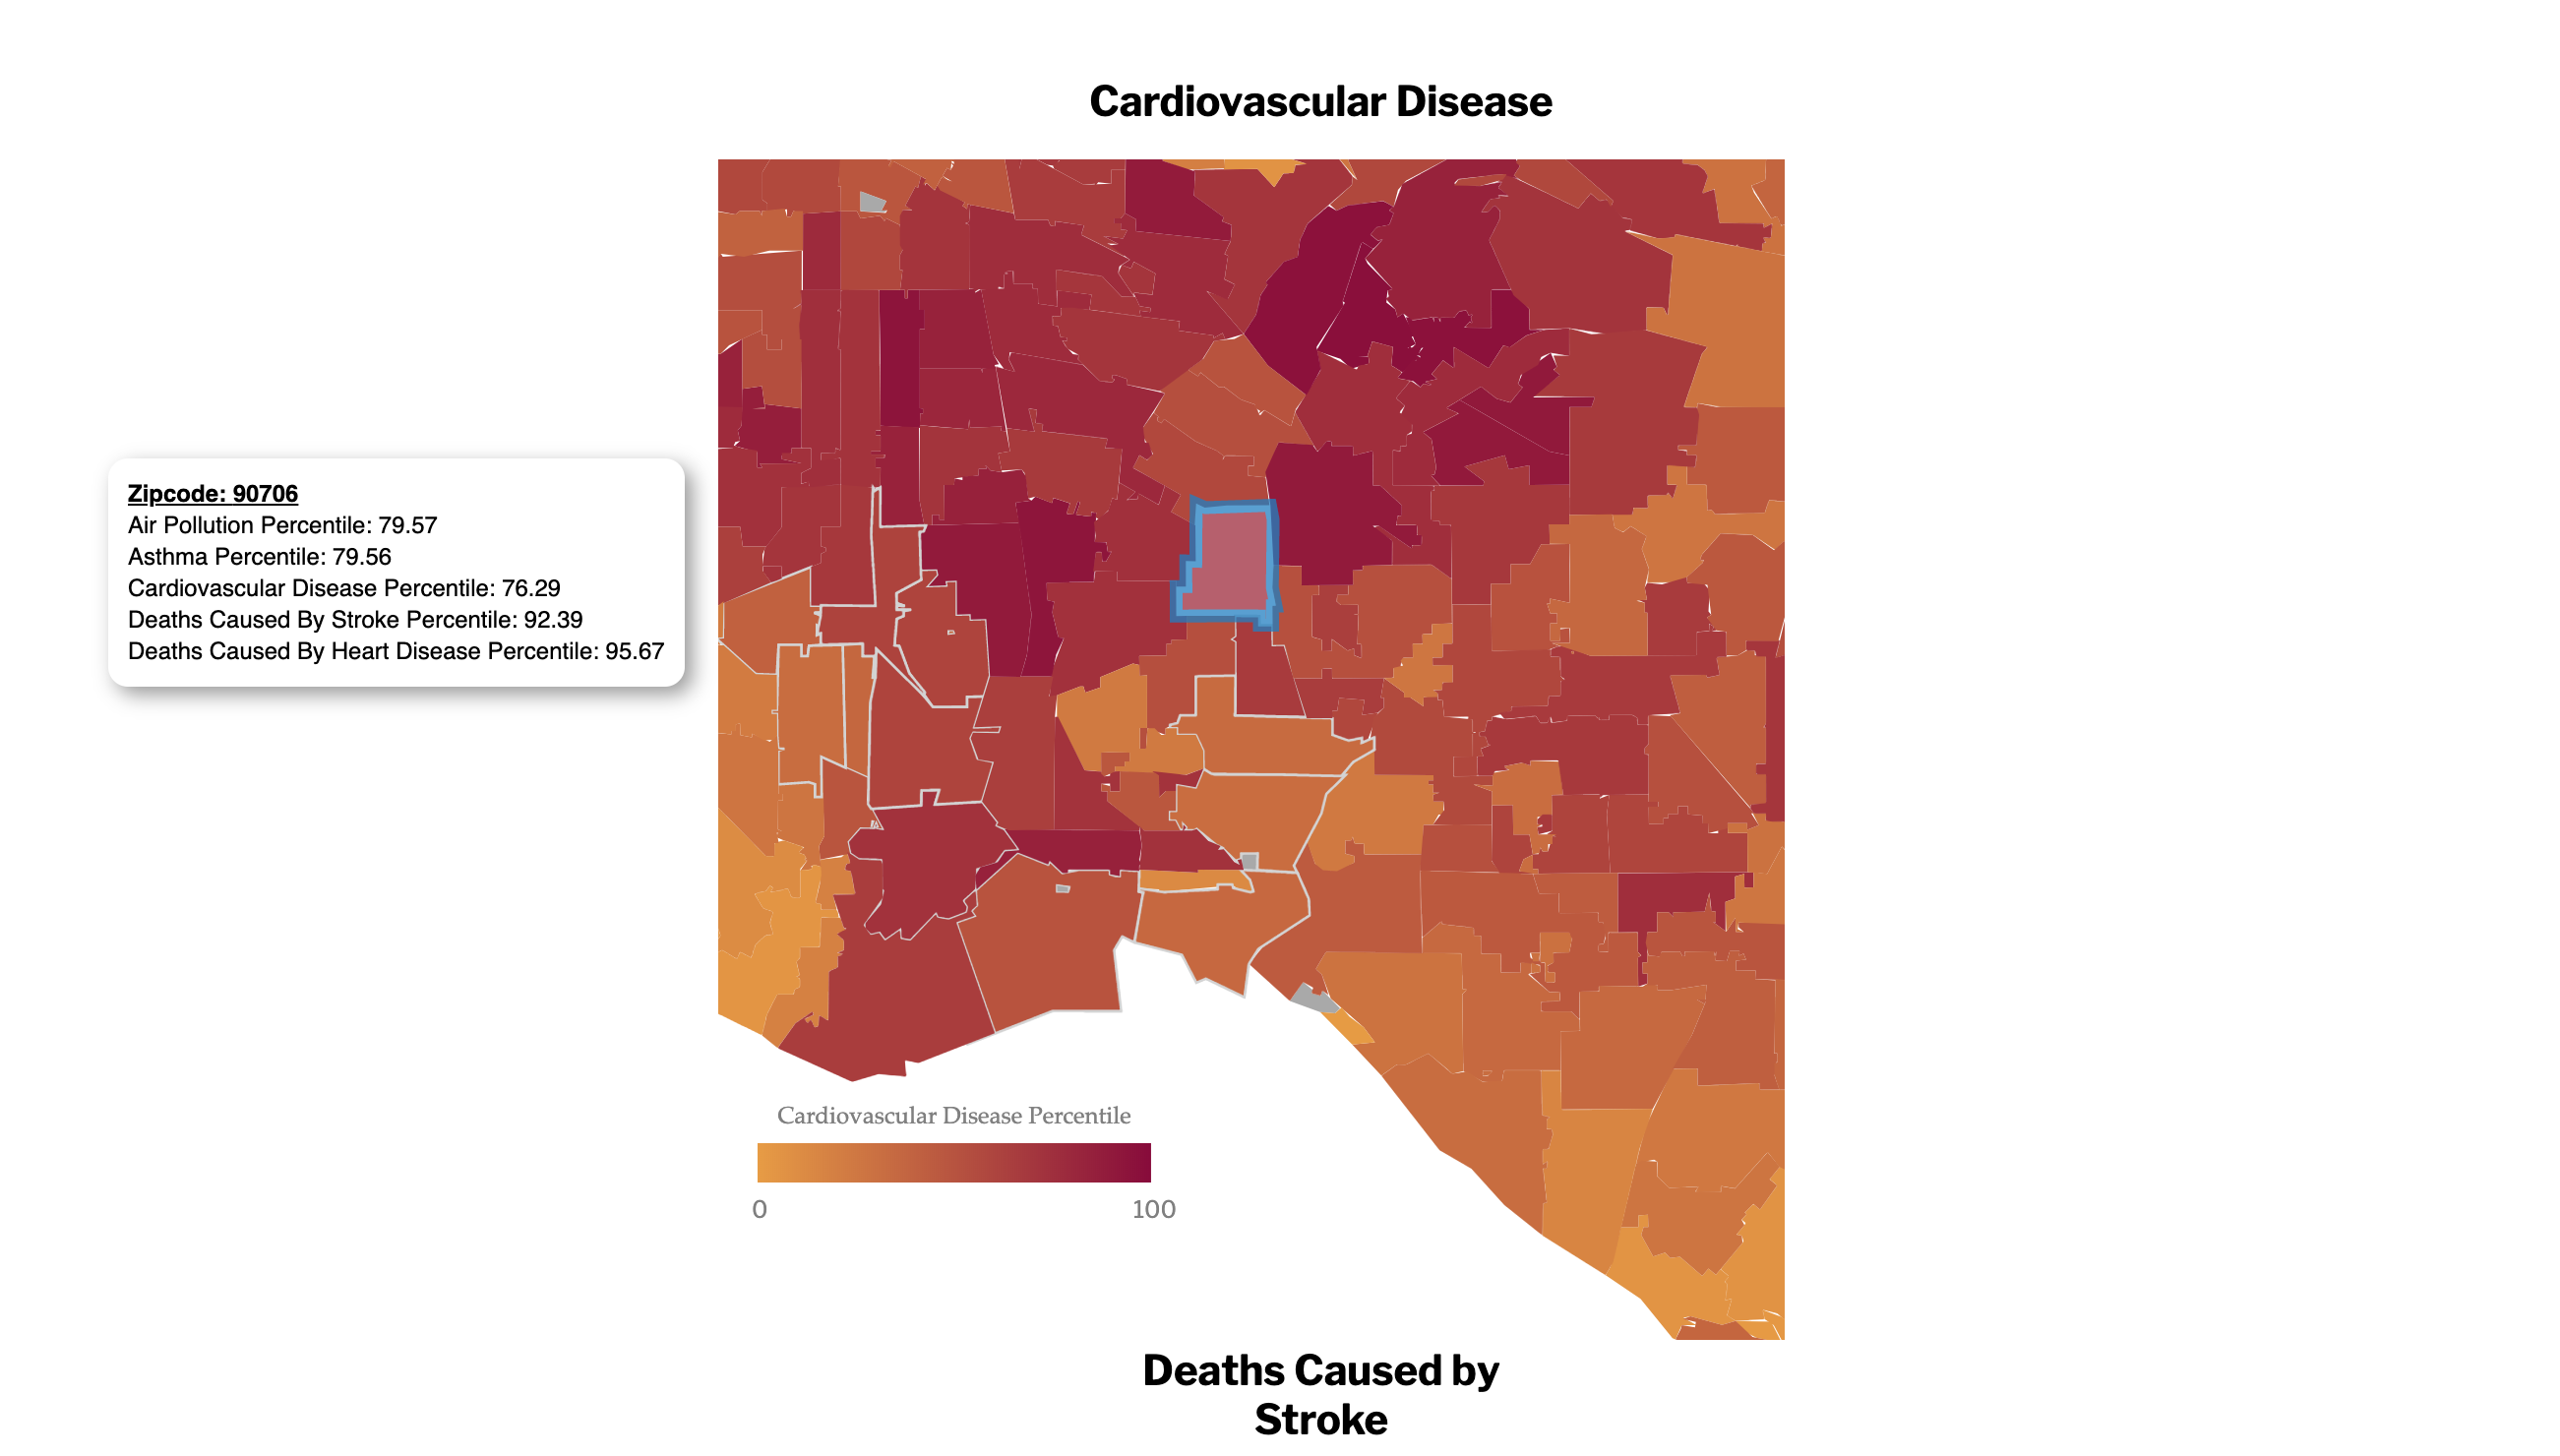 Cardiovascular Disease
Zipcode: 90706
Air Pollution Percentile: 79.57
Asthma Percentile: 79.56
Cardiovascular Disease Percentile: 76.29
Deaths Caused By Stroke Percentile: 92.39
Deaths Caused By Heart Disease Percentile: 95.67
Cardiovascular Disease Percentile
0 100
Deaths Caused by
Stroke